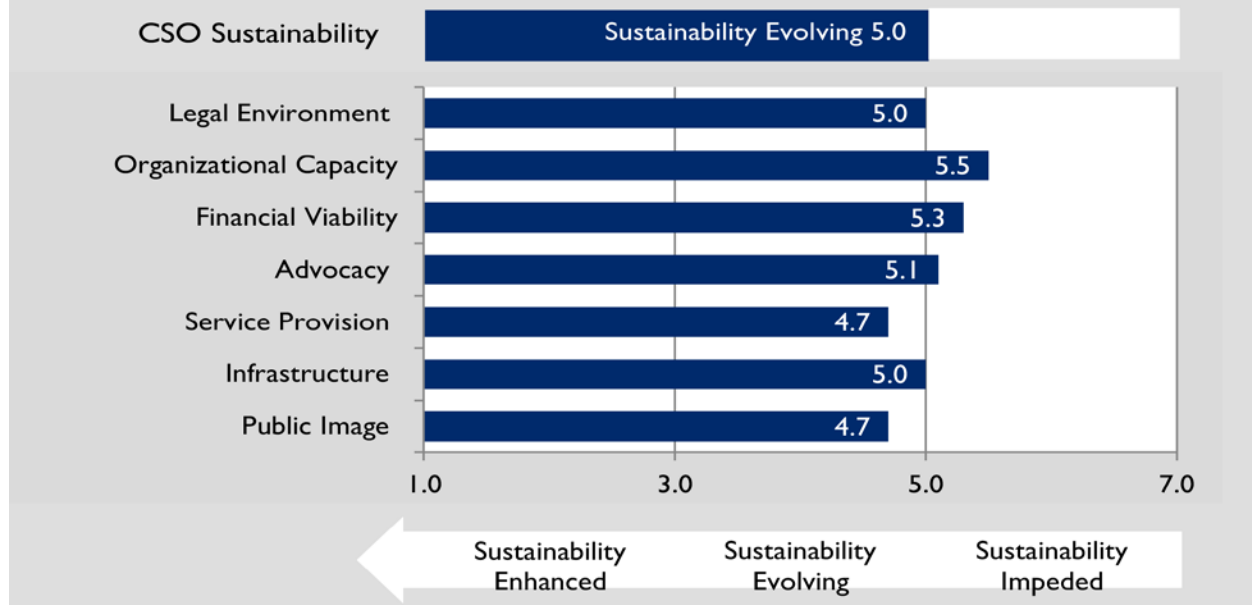 CSO Sustainability
Sustainability Evolving 5.0
Legal Environment
5.0
Organizational Capacity
5.5
Financial Viability
5.3
Advocacy
5.1
Service Provision
4.7
Infrastructure
5.0
Public Image
4.7
1.0
3.0
5.0
7.0
Sustainability
Enhanced
Sustainability
Evolving
Sustainability
Impeded